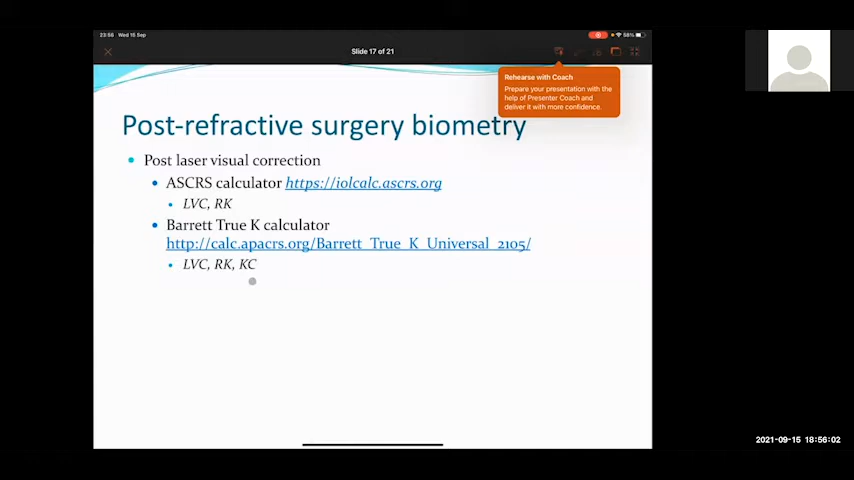 23:56 Wed 15 Sep
58%
Slide 17 of 21
Rehearse with Coach
Prepare your presentation with the
help of Presenter Coach and
deliver it with more confidence.
Post-refractive surgery biometry
• Post laser visual correction
• ASCRS calculator https://iolcalc.ascrs.org
• LVC, RK
• Barrett True K calculator
http://calc.apacrs.org/Barrett_True_K_Universal_2105/
• LVC, RK, KC
2021-09-15 18:56:02